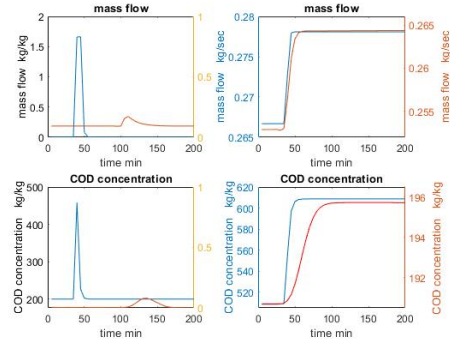 mass flow
mass flow kg/kg
2
1.5
1
0.5
0
1
0.5
0
0 50 100 150 200
time min
mass flow
mass flow kg/sec
0.28
0.275
0.27
0.265
0.265
0.26
0.255
mass flow kg/sec
0 50 100 150 200
time min
COD concentration
COD concentration kg/kg
500
400
300
200
1
0.5
0
0 50 100 150 200
time min
COD concentration
COD concentration kg/kg
620
600
580
560
540
520
196
194
192
190
COD concentration kg/kg
0 50 100 150 200
time min